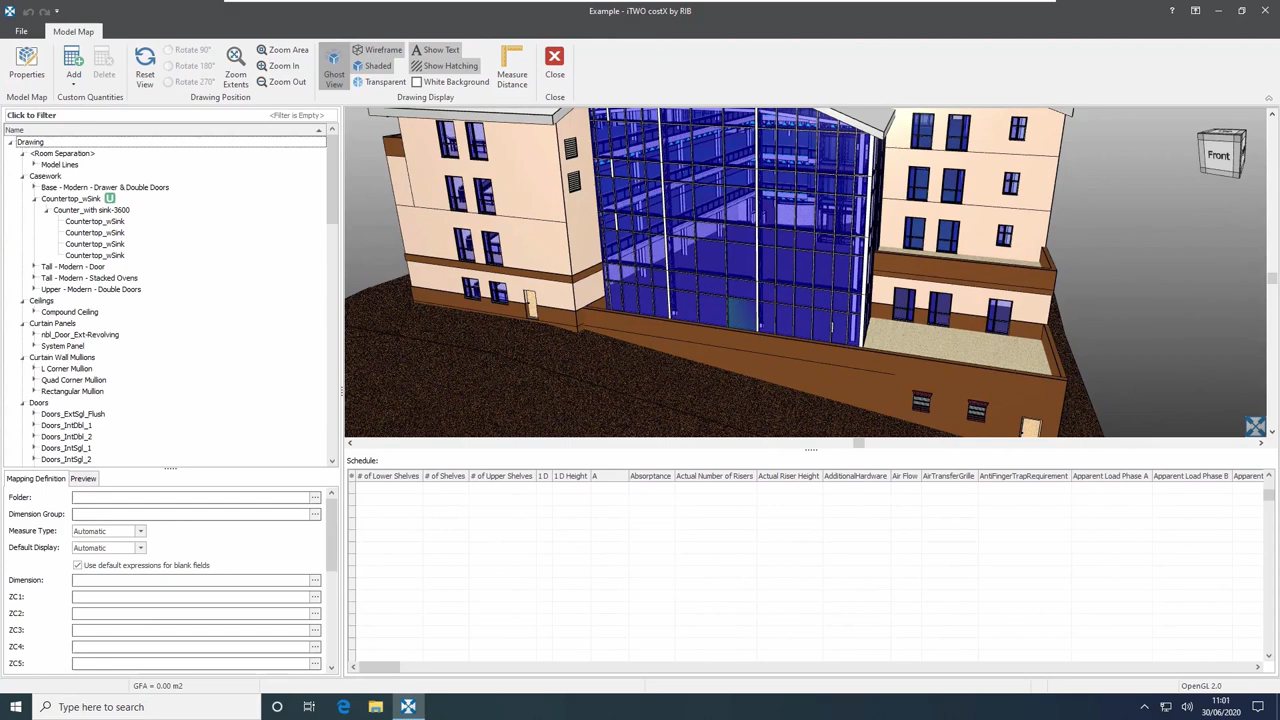 Example - iTWO costX by RIB
File
Model Map
Properties
Add
Delete
Reset View
Rotate 90°
Rotate 180°
Rotate 270°
Zoom Extents
Zoom Area
Zoom In
Zoom Out
Ghost View
Wireframe
Shaded
Transparent
Show Text
Show Hatching
White Background
Measure Distance
Close
Model Map
Custom Quantities
Drawing Position
Drawing Display
Close
Click to Filter
<Filter is Empty>
Name
Drawing
<Room Separation>
Model Lines
Casework
Base - Modern - Drawer & Double Doors
Countertop_wSink U
Counter_with sink-3600
Countertop_wSink
Countertop_wSink
Countertop_wSink
Countertop_wSink
Tall - Modern - Door
Tall - Modern - Stacked Ovens
Upper - Modern - Double Doors
Ceilings
Compound Ceiling
Curtain Panels
nbl_Door_Ext-Revolving
System Panel
Curtain Wall Mullions
L Corner Mullion
Quad Corner Mullion
Rectangular Mullion
Doors
Doors_ExtSgl_Flush
Doors_IntDbl_1
Doors_IntDbl_2
Doors_IntSgl_1
Doors_IntSgl_2
Front
Mapping Definition
Preview
Folder:
Dimension Group:
Measure Type: Automatic
Default Display: Automatic
Use default expressions for blank fields
Dimension:
ZC1:
ZC2:
ZC3:
ZC4:
ZC5:
Schedule:
# of Lower Shelves # of Shelves # of Upper Shelves 1 D 1 D Height A Absorptance Actual Number of Risers Actual Riser Height AdditionalHardware Air Flow AirTransferGrille AntiFingerTrapRequirement Apparent Load Phase A Apparent Load Phase B Apparent
GFA = 0.00 m2
OpenGL 2.0
Type here to search
11:01
30/06/2020